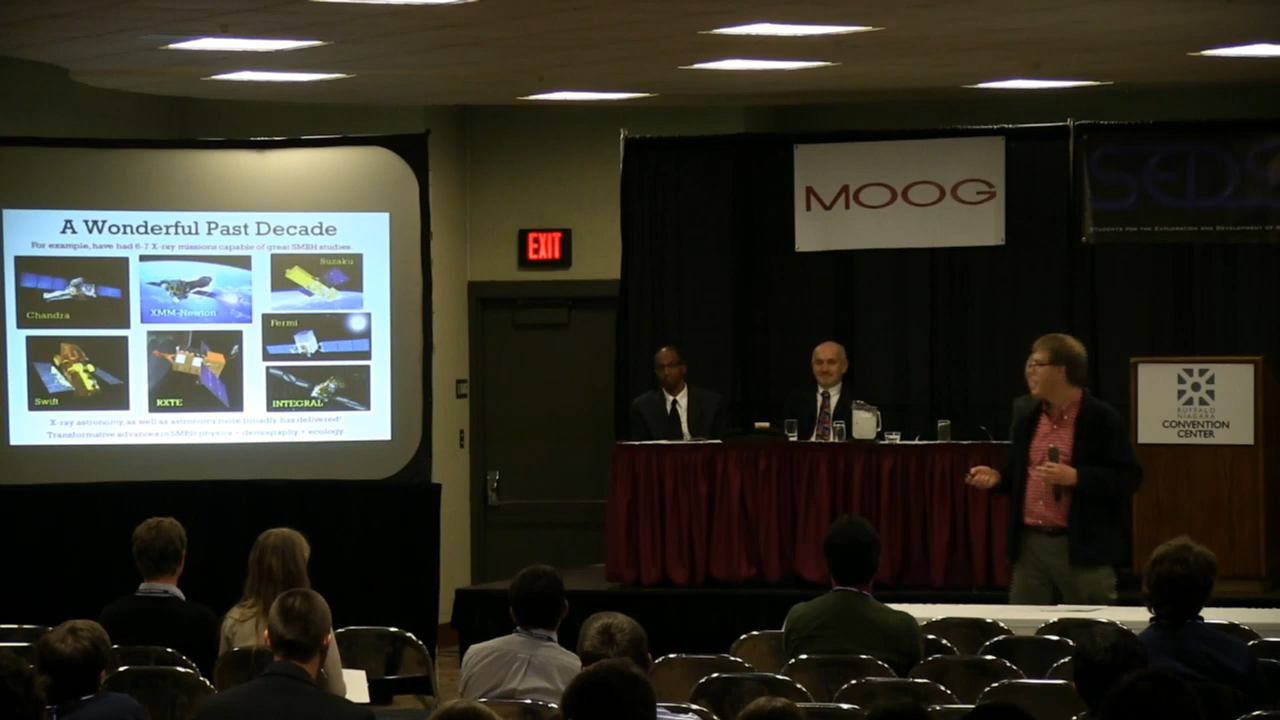 A Wonderful Past Decade
For example, have had 6-7 X-ray missions capable of great SMBH studies.
Chandra
XMM-Newton
Suzaku
Fermi
Swift
RXTE
INTEGRAL
X-ray astronomy, as well as astronomy more broadly, has delivered!
Transformative advances in SMBH physics + demography + ecology.
EXIT
MOOG
SEDS
STUDENTS FOR THE EXPLORATION AND DEVELOPMENT OF
BUFFALO
NIAGARA
CONVENTION
CENTER